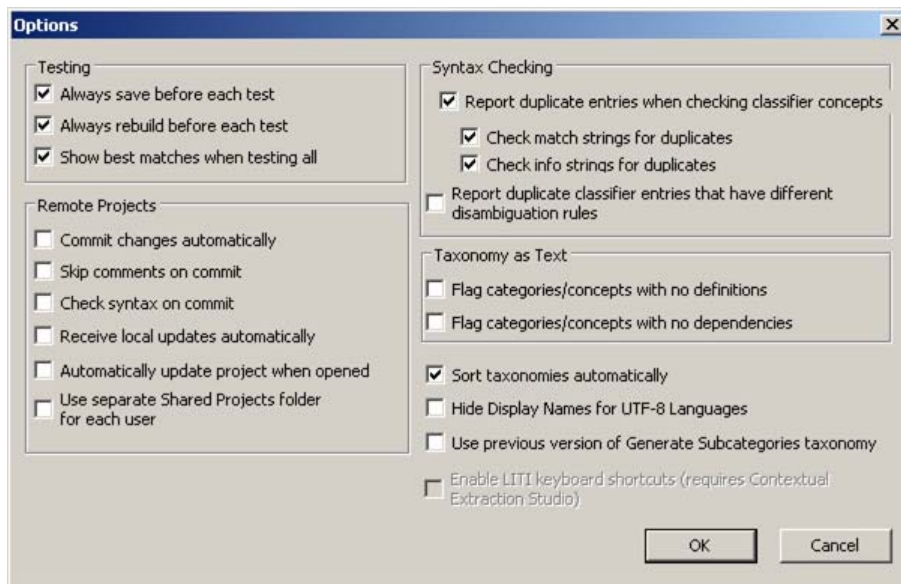 Options
Testing
Always save before each test
Always rebuild before each test
Show best matches when testing all
Remote Projects
Commit changes automatically
Skip comments on commit
Check syntax on commit
Receive local updates automatically
Automatically update project when opened
Use separate Shared Projects folder
for each user
Syntax Checking
Report duplicate entries when checking classifier concepts
Check match strings for duplicates
Check info strings for duplicates
Report duplicate classifier entries that have different
disambiguation rules
Taxonomy as Text
Flag categories/concepts with no definitions
Flag categories/concepts with no dependencies
Sort taxonomies automatically
Hide Display Names for UTF-8 Languages
Use previous version of Generate Subcategories taxonomy
Enable LITI keyboard shortcuts (requires Contextual
Extraction Studio)
OK
Cancel